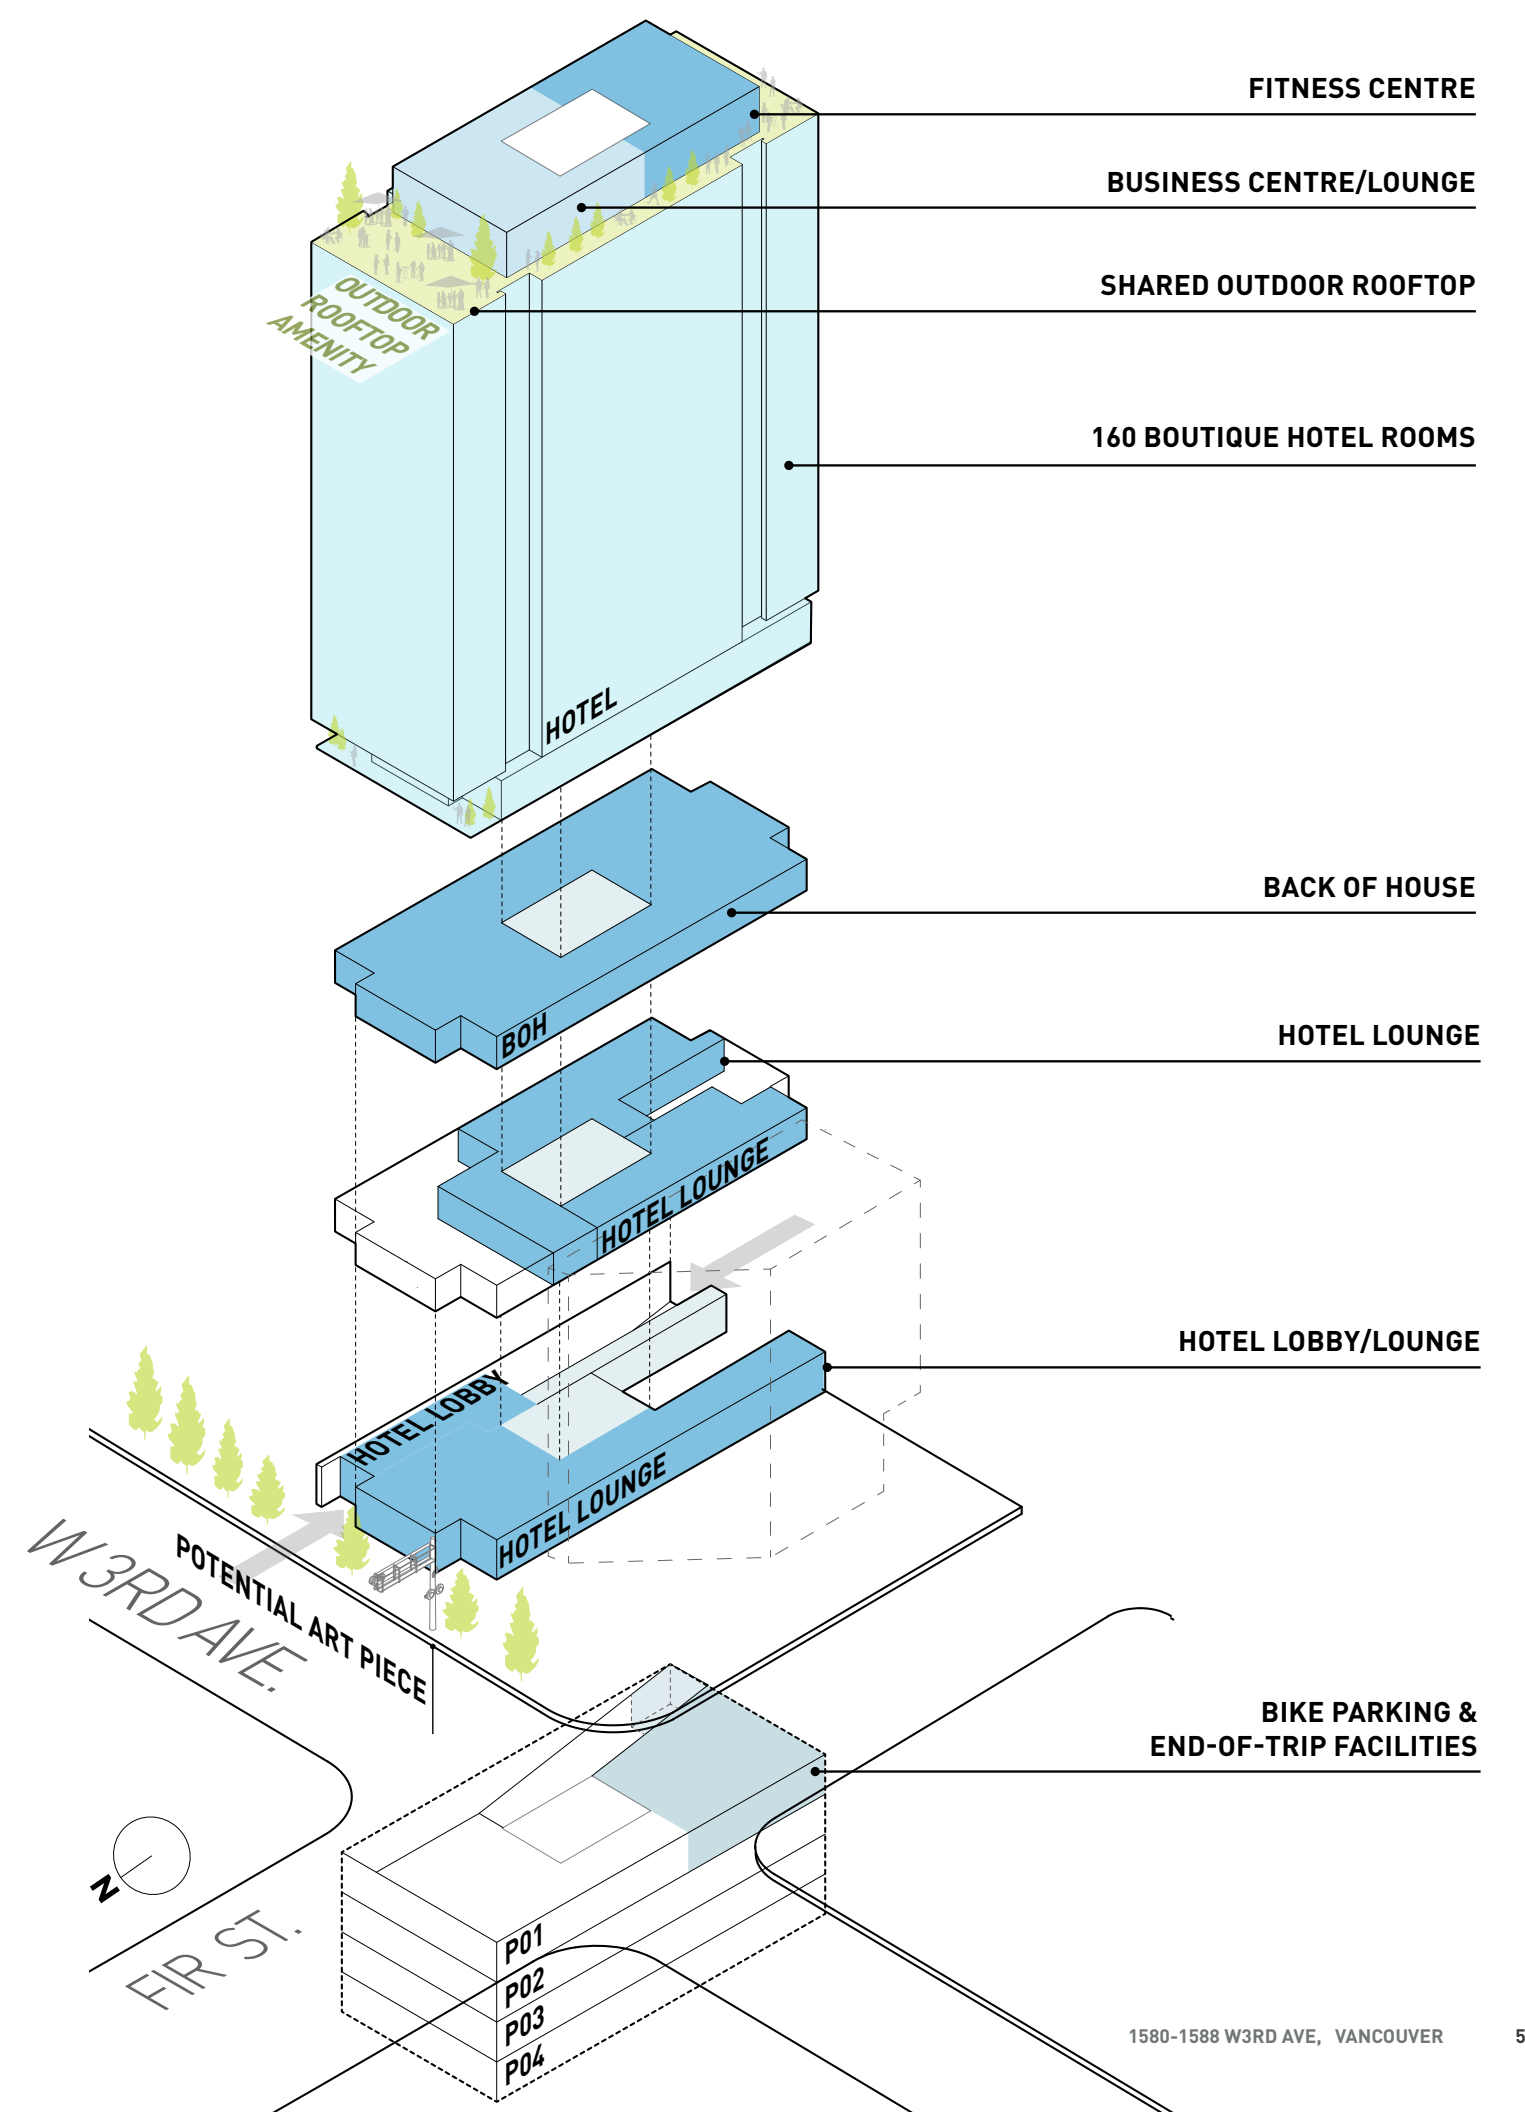 FITNESS CENTRE
BUSINESS CENTRE/LOUNGE
SHARED OUTDOOR ROOFTOP
OUTDOOR
ROOFTOP
AMENITY
160 BOUTIQUE HOTEL ROOMS
HOTEL
BACK OF HOUSE
BOH
HOTEL LOUNGE
HOTEL LOUNGE
HOTEL LOBBY/LOUNGE
HOTEL LOBBY
HOTEL LOUNGE
W 3RD AVE.
POTENTIAL ART PIECE
BIKE PARKING &
END-OF-TRIP FACILITIES
N
FIR ST.
P01
P02
P03
P04
1580-1588 W3RD AVE, VANCOUVER 5